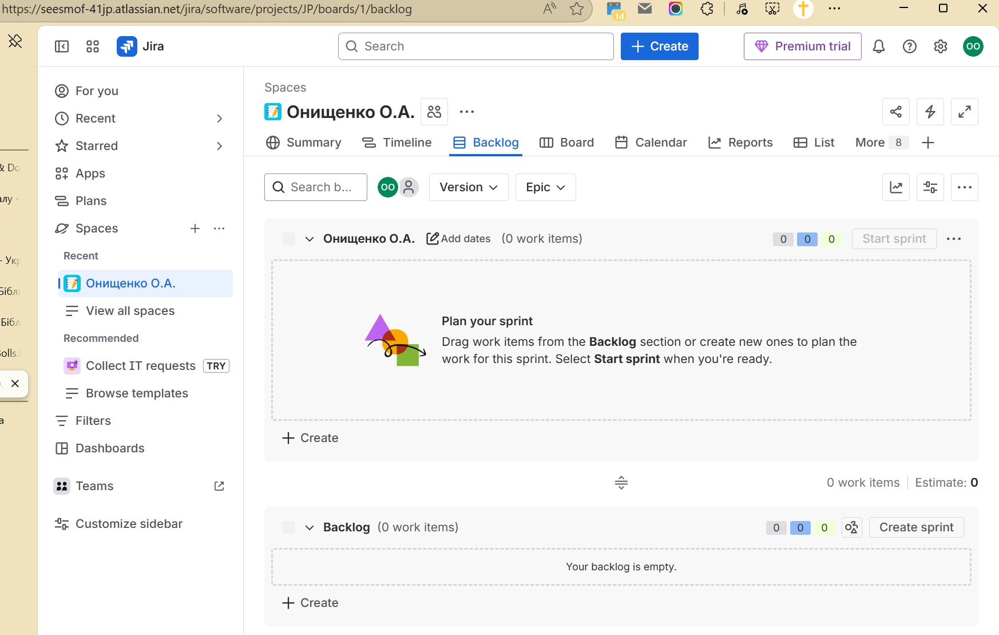 https://seesmof-41jp.atlassian.net/jira/software/projects/JP/boards/1/backlog
1d
Jira
Search
Create
Premium trial
OO
For you
Recent
Starred
Apps
Plans
Spaces
Recent
Онищенко О.А.
View all spaces
Recommended
Collect IT requests TRY
Browse templates
Filters
Dashboards
Teams
Customize sidebar
Spaces
Онищенко О.А.
Summary Timeline Backlog Board Calendar Reports List More 8
Search b...
OO
Version
Epic
Онищенко О.А. Add dates (0 work items)
0 0 0 Start sprint
Plan your sprint
Drag work items from the Backlog section or create new ones to plan the
work for this sprint. Select Start sprint when you're ready.
Create
0 work items Estimate: 0
Backlog (0 work items)
0 0 0 Create sprint
Your backlog is empty.
Create